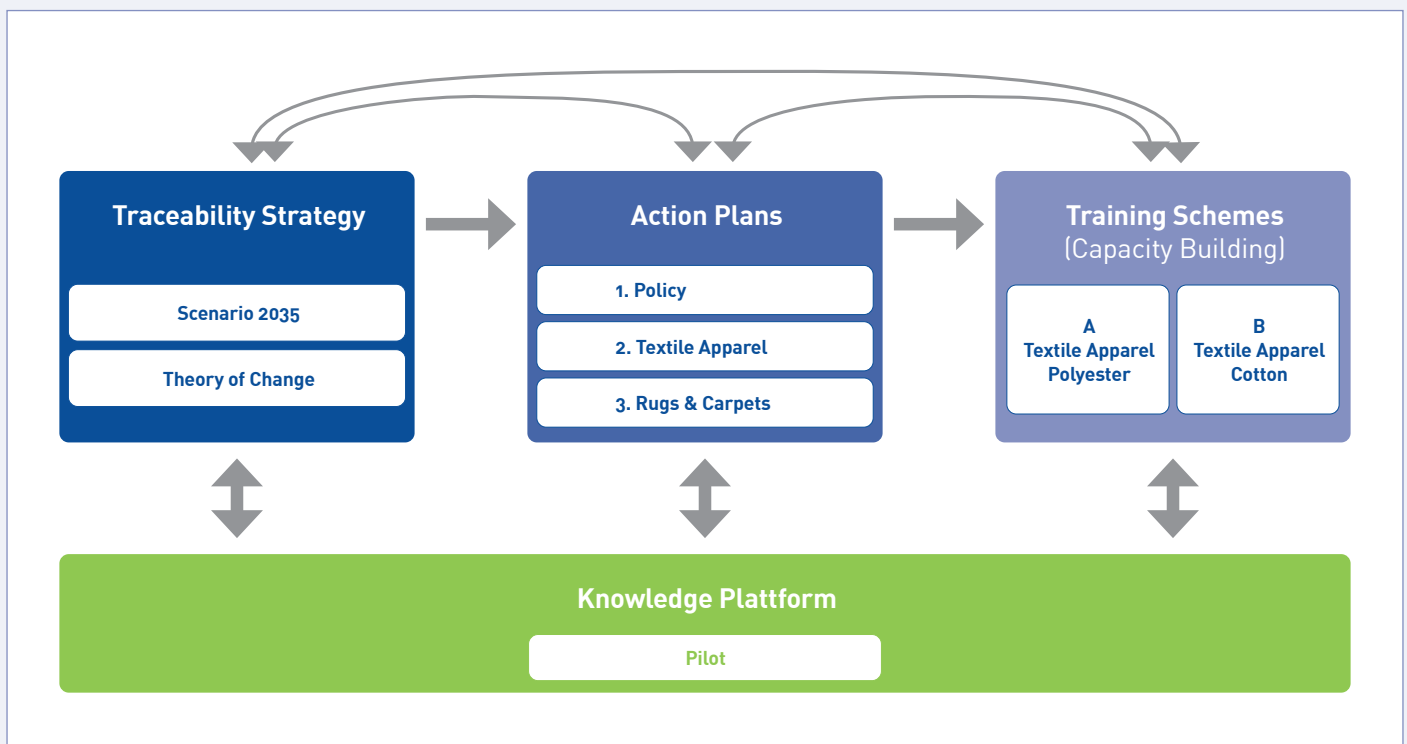 Traceability Strategy
Scenario 2035
Theory of Change
Action Plans
1. Policy
2. Textile Apparel
3. Rugs & Carpets
Training Schemes
(Capacity Building)
A
Textile Apparel
Polyester
B
Textile Apparel
Cotton
Knowledge Plattform
Pilot